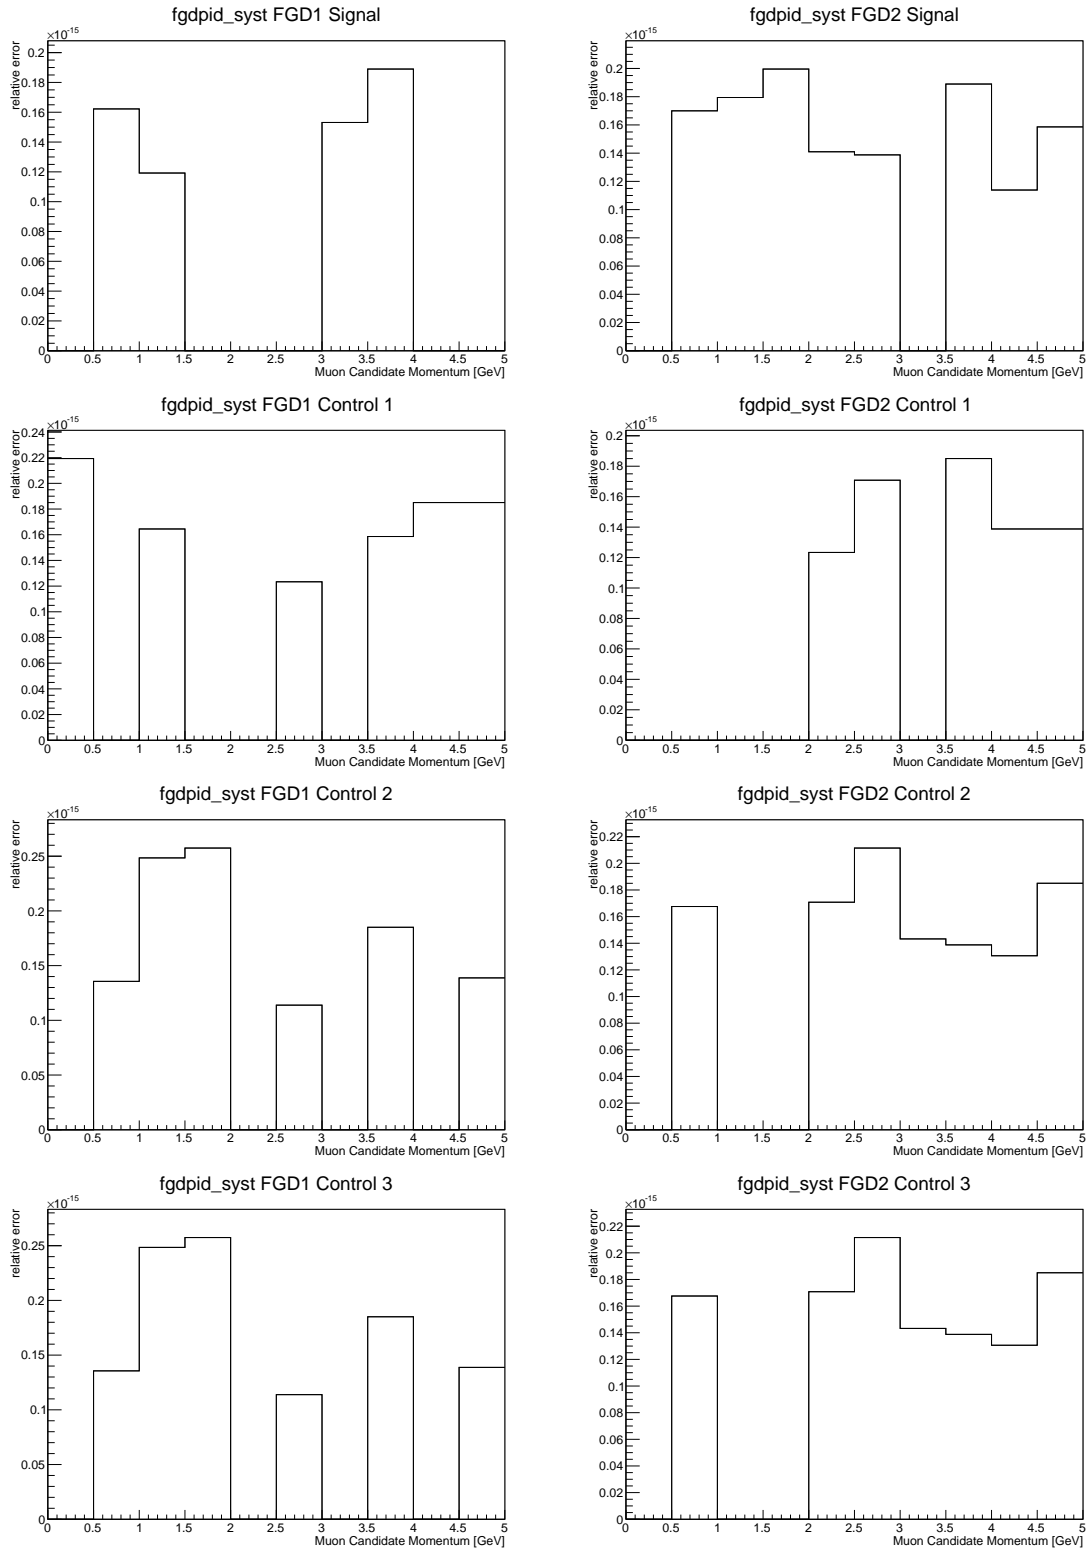 fgdpid_syst FGD1 Signal
×10⁻¹⁵
relative error
0.2
0.18
0.16
0.14
0.12
0.1
0.08
0.06
0.04
0.02
0
0 0.5 1 1.5 2 2.5 3 3.5 4 4.5 5
Muon Candidate Momentum [GeV]
fgdpid_syst FGD2 Signal
×10⁻¹⁵
relative error
0.2
0.18
0.16
0.14
0.12
0.1
0.08
0.06
0.04
0.02
0
0 0.5 1 1.5 2 2.5 3 3.5 4 4.5 5
Muon Candidate Momentum [GeV]
fgdpid_syst FGD1 Control 1
×10⁻¹⁵
relative error
0.24
0.22
0.2
0.18
0.16
0.14
0.12
0.1
0.08
0.06
0.04
0.02
0
0 0.5 1 1.5 2 2.5 3 3.5 4 4.5 5
Muon Candidate Momentum [GeV]
fgdpid_syst FGD2 Control 1
×10⁻¹⁵
relative error
0.2
0.18
0.16
0.14
0.12
0.1
0.08
0.06
0.04
0.02
0
0 0.5 1 1.5 2 2.5 3 3.5 4 4.5 5
Muon Candidate Momentum [GeV]
fgdpid_syst FGD1 Control 2
×10⁻¹⁵
relative error
0.25
0.2
0.15
0.1
0.05
0
0 0.5 1 1.5 2 2.5 3 3.5 4 4.5 5
Muon Candidate Momentum [GeV]
fgdpid_syst FGD2 Control 2
×10⁻¹⁵
relative error
0.22
0.2
0.18
0.16
0.14
0.12
0.1
0.08
0.06
0.04
0.02
0
0 0.5 1 1.5 2 2.5 3 3.5 4 4.5 5
Muon Candidate Momentum [GeV]
fgdpid_syst FGD1 Control 3
×10⁻¹⁵
relative error
0.25
0.2
0.15
0.1
0.05
0
0 0.5 1 1.5 2 2.5 3 3.5 4 4.5 5
Muon Candidate Momentum [GeV]
fgdpid_syst FGD2 Control 3
×10⁻¹⁵
relative error
0.22
0.2
0.18
0.16
0.14
0.12
0.1
0.08
0.06
0.04
0.02
0
0 0.5 1 1.5 2 2.5 3 3.5 4 4.5 5
Muon Candidate Momentum [GeV]